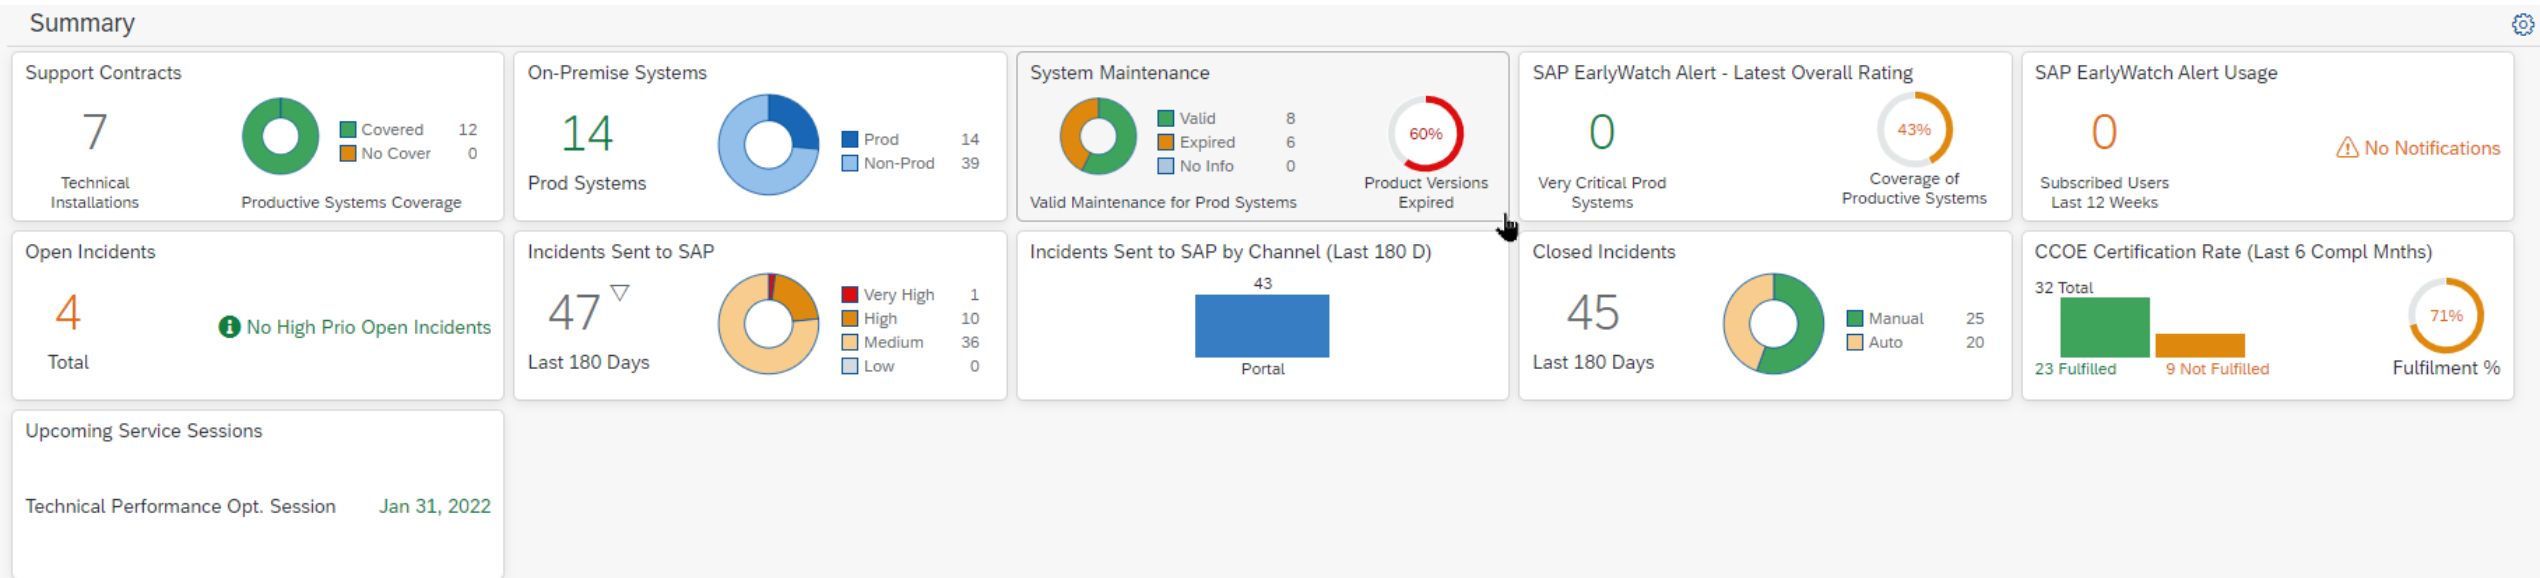 Summary
Support Contracts
7
Technical
Installations
Covered 12
No Cover 0
Productive Systems Coverage
On-Premise Systems
14
Prod Systems
Prod 14
Non-Prod 39
System Maintenance
Valid 8
Expired 6
No Info 0
Valid Maintenance for Prod Systems
60%
Product Versions
Expired
SAP EarlyWatch Alert - Latest Overall Rating
0
Very Critical Prod
Systems
43%
Coverage of
Productive Systems
SAP EarlyWatch Alert Usage
0
Subscribed Users
Last 12 Weeks
No Notifications
Open Incidents
4
Total
No High Prio Open Incidents
Incidents Sent to SAP
47
Last 180 Days
Very High 1
High 10
Medium 36
Low 0
Incidents Sent to SAP by Channel (Last 180 D)
43
Portal
Closed Incidents
45
Last 180 Days
Manual 25
Auto 20
CCOE Certification Rate (Last 6 Compl Mnths)
32 Total
23 Fulfilled
9 Not Fulfilled
71%
Fulfilment %
Upcoming Service Sessions
Technical Performance Opt. Session Jan 31, 2022